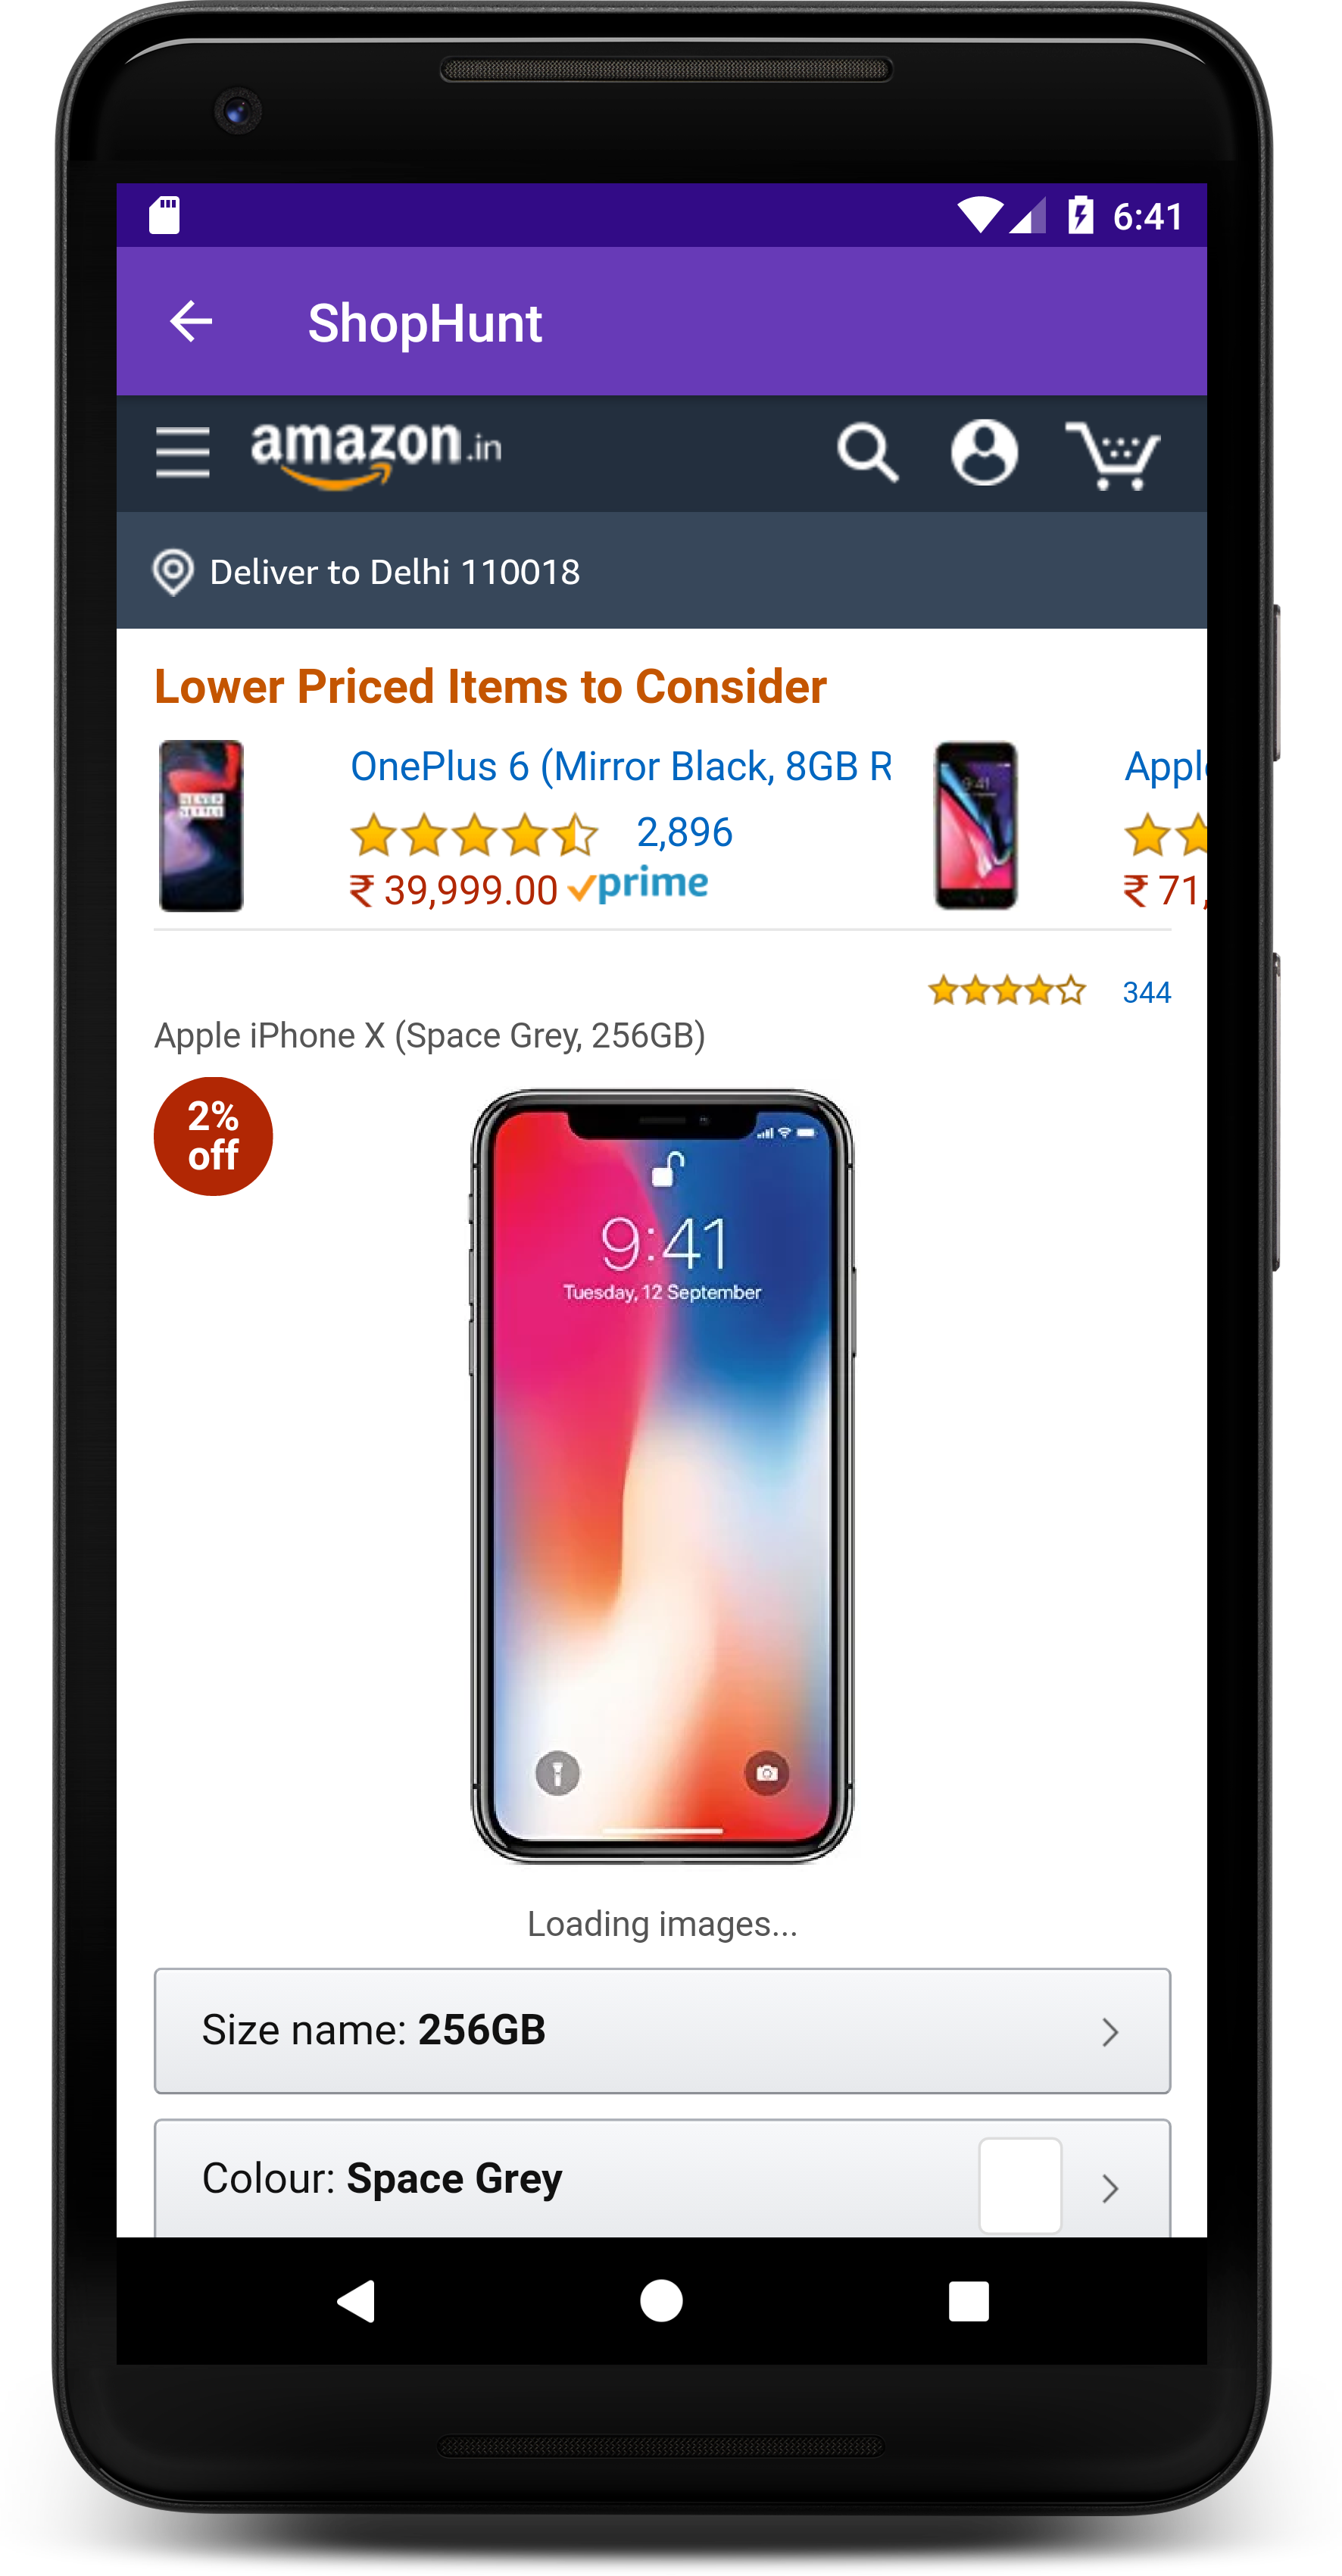 6:41
ShopHunt
amazon.in
Deliver to Delhi 110018
Lower Priced Items to Consider
OnePlus 6 (Mirror Black, 8GB R
2,896
₹ 39,999.00 prime
Appl
₹ 71,
344
Apple iPhone X (Space Grey, 256GB)
2%
off
9:41
Tuesday, 12 September
Loading images...
Size name: 256GB
Colour: Space Grey